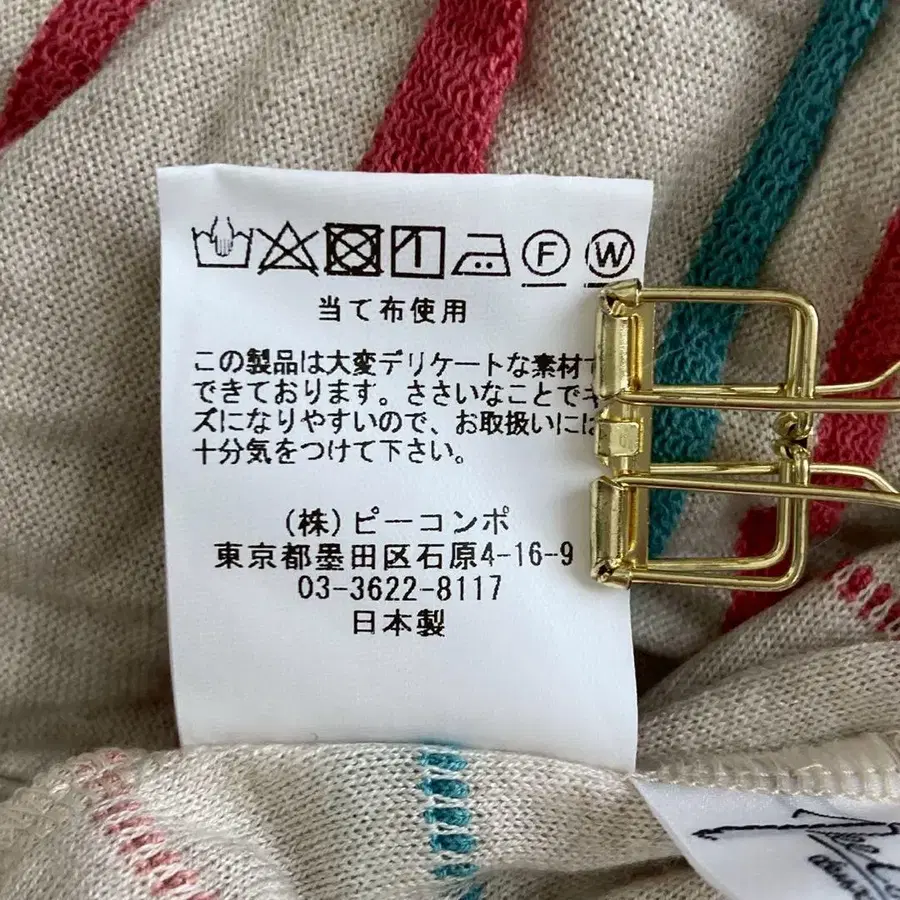 F W
当て布使用
この製品は大変デリケートな素材で
できております。ささいなことでキ
ズになりやすいので、お取扱いには
十分気をつけて下さい。
(株)ピーコンポ
東京都墨田区石原4-16-9
03-3622-8117
日本製